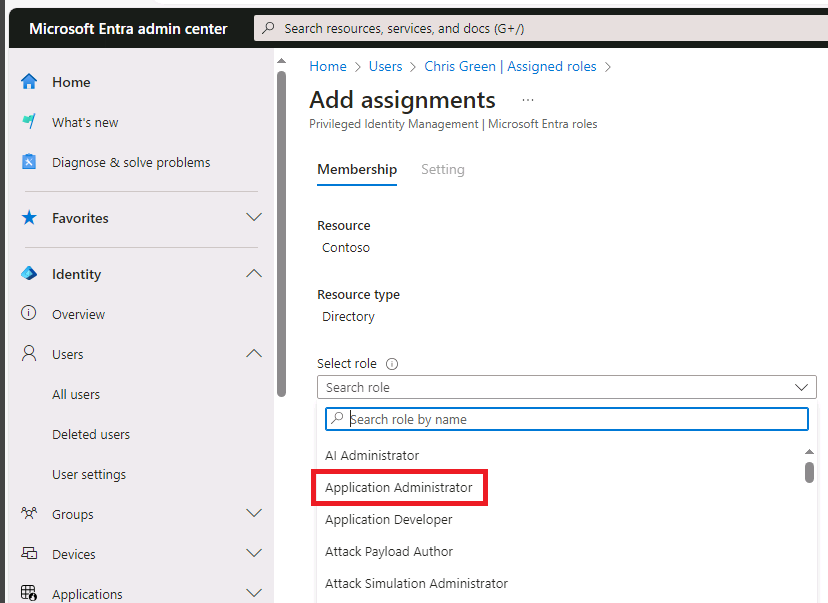 Microsoft Entra admin center
Search resources, services, and docs (G+/)
Home
What's new
Diagnose & solve problems
Favorites
Identity
Overview
Users
All users
Deleted users
User settings
Groups
Devices
Applications
Home > Users > Chris Green | Assigned roles >
Add assignments ...
Privileged Identity Management | Microsoft Entra roles
Membership Setting
Resource
Contoso
Resource type
Directory
Select role
Search role
Search role by name
AI Administrator
Application Administrator
Application Developer
Attack Payload Author
Attack Simulation Administrator